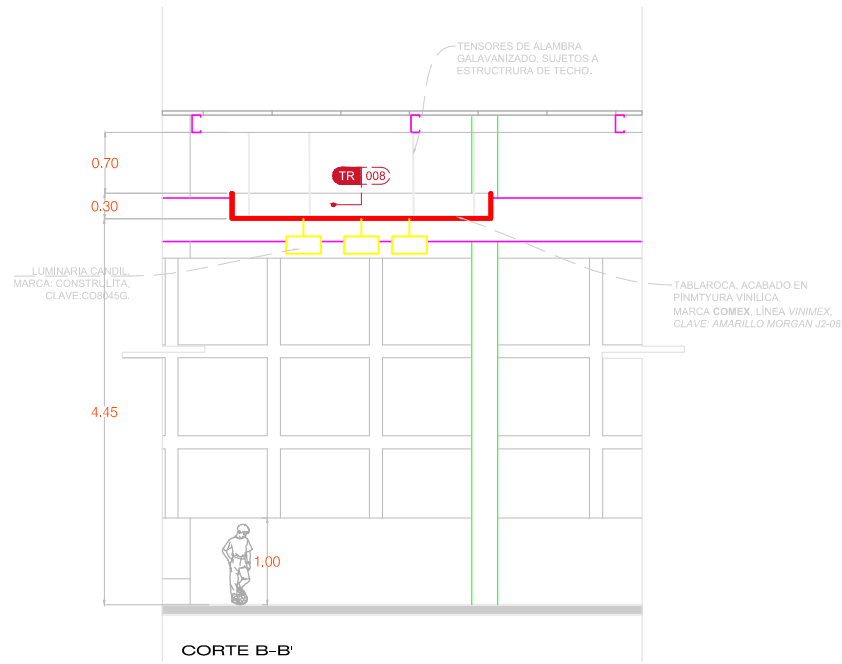 TENSORES DE ALAMBRA
GALAVANIZADO, SUJETOS A
ESTRUCTRURA DE TECHO.
0.70
TR 008
0.30
LUMINARIA CANDIL,
MARCA: CONSTRULITA,
CLAVE:CO8045G.
TABLAROCA, ACABADO EN
PINMTYURA VINÍLICA,
MARCA COMEX, LÍNEA VINIMEX,
CLAVE: AMARILLO MORGAN J2-08.
4.45
1.00
CORTE B-B'